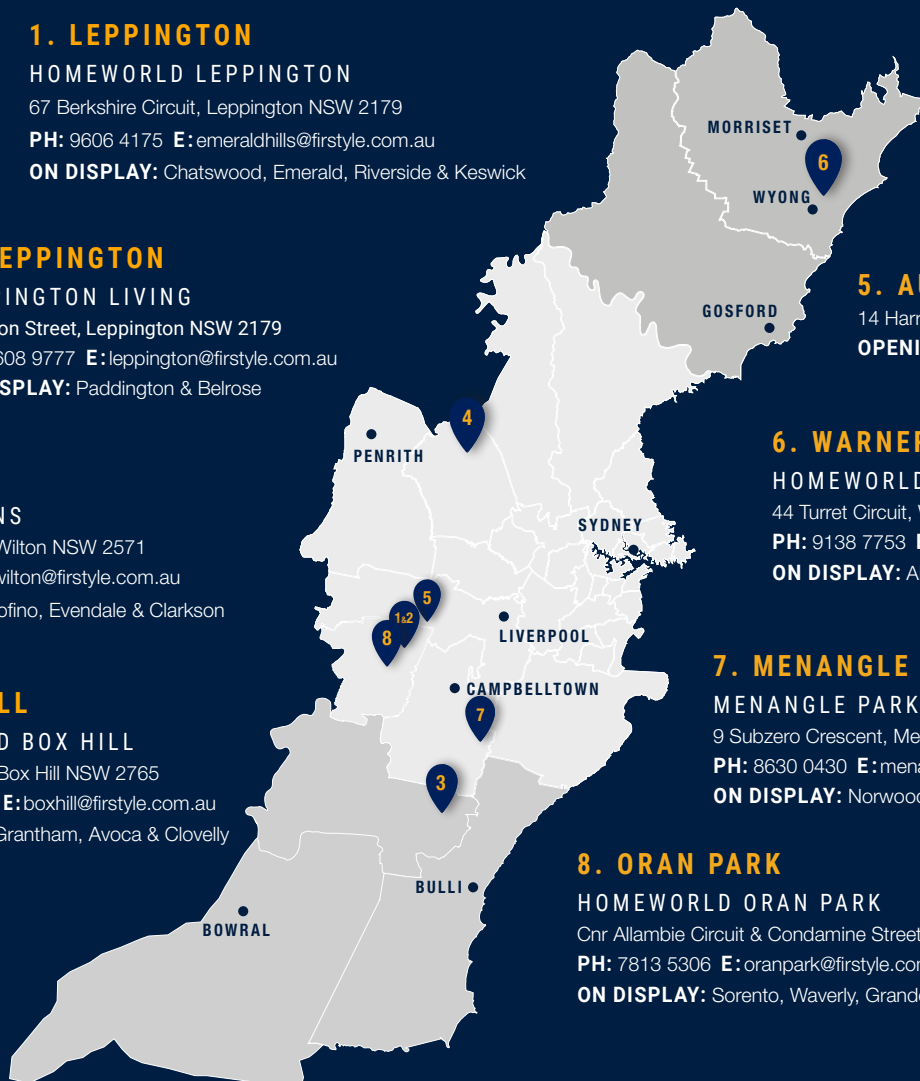 1. LEPPINGTON
HOMEWORLD LEPPINGTON
67 Berkshire Circuit, Leppington NSW 2179
PH: 9606 4175 E: emeraldhills@firstyle.com.au
ON DISPLAY: Chatswood, Emerald, Riverside & Keswick
EPPINGTON
PINGTON LIVING
on Street, Leppington NSW 2179
608 9777 E: leppington@firstyle.com.au
SPLAY: Paddington & Belrose
NS
Wilton NSW 2571
wilton@firstyle.com.au
ofino, Evendale & Clarkson
LL
D BOX HILL
Box Hill NSW 2765
E: boxhill@firstyle.com.au
Grantham, Avoca & Clovelly
MORRISET
6
WYONG
GOSFORD
4
PENRITH
SYDNEY
5
1&2
8
LIVERPOOL
CAMPBELLTOWN
7
3
BULLI
BOWRAL
5. AU
14 Harr
OPENI
6. WARNER
HOMEWORLD
44 Turret Circuit, W
PH: 9138 7753
ON DISPLAY: A
7. MENANGLE
MENANGLE PARK
9 Subzero Crescent, Me
PH: 8630 0430 E: mena
ON DISPLAY: Norwood
8. ORAN PARK
HOMEWORLD ORAN PARK
Cnr Allambie Circuit & Condamine Street
PH: 7813 5306 E: oranpark@firstyle.com
ON DISPLAY: Sorento, Waverly, Grande